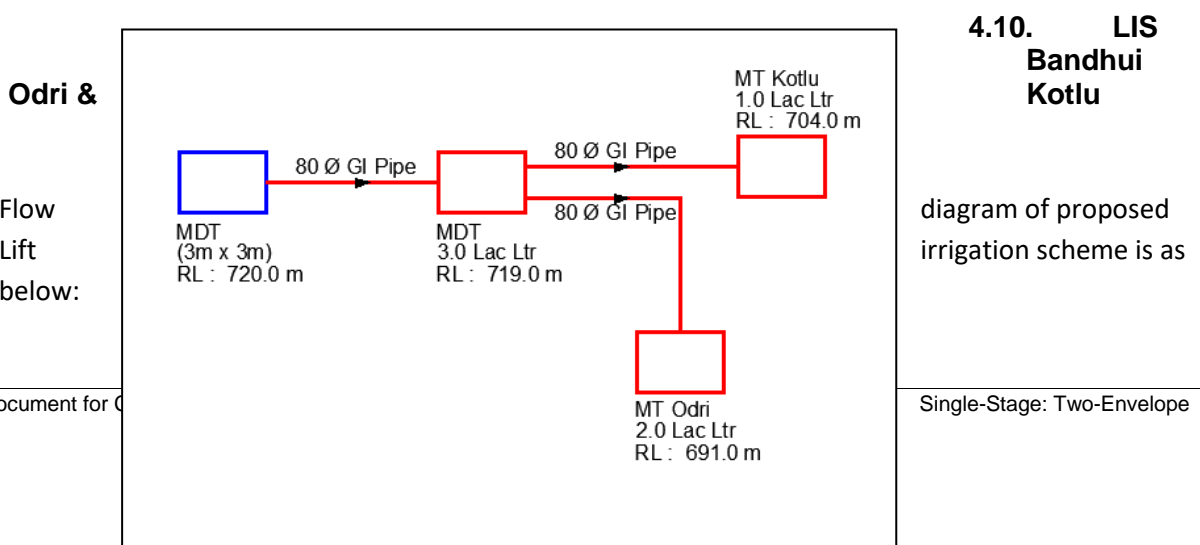 4.10. LIS
Bandhui
Odri & Kotlu
Flow diagram of proposed
Lift irrigation scheme is as
below:
MT Kotlu
1.0 Lac Ltr
RL : 704.0 m
80 Ø GI Pipe
80 Ø GI Pipe
80 Ø GI Pipe
MDT
(3m x 3m)
RL : 720.0 m
MDT
3.0 Lac Ltr
RL : 719.0 m
MT Odri
2.0 Lac Ltr
RL : 691.0 m
ocument for
Single-Stage: Two-Envelope